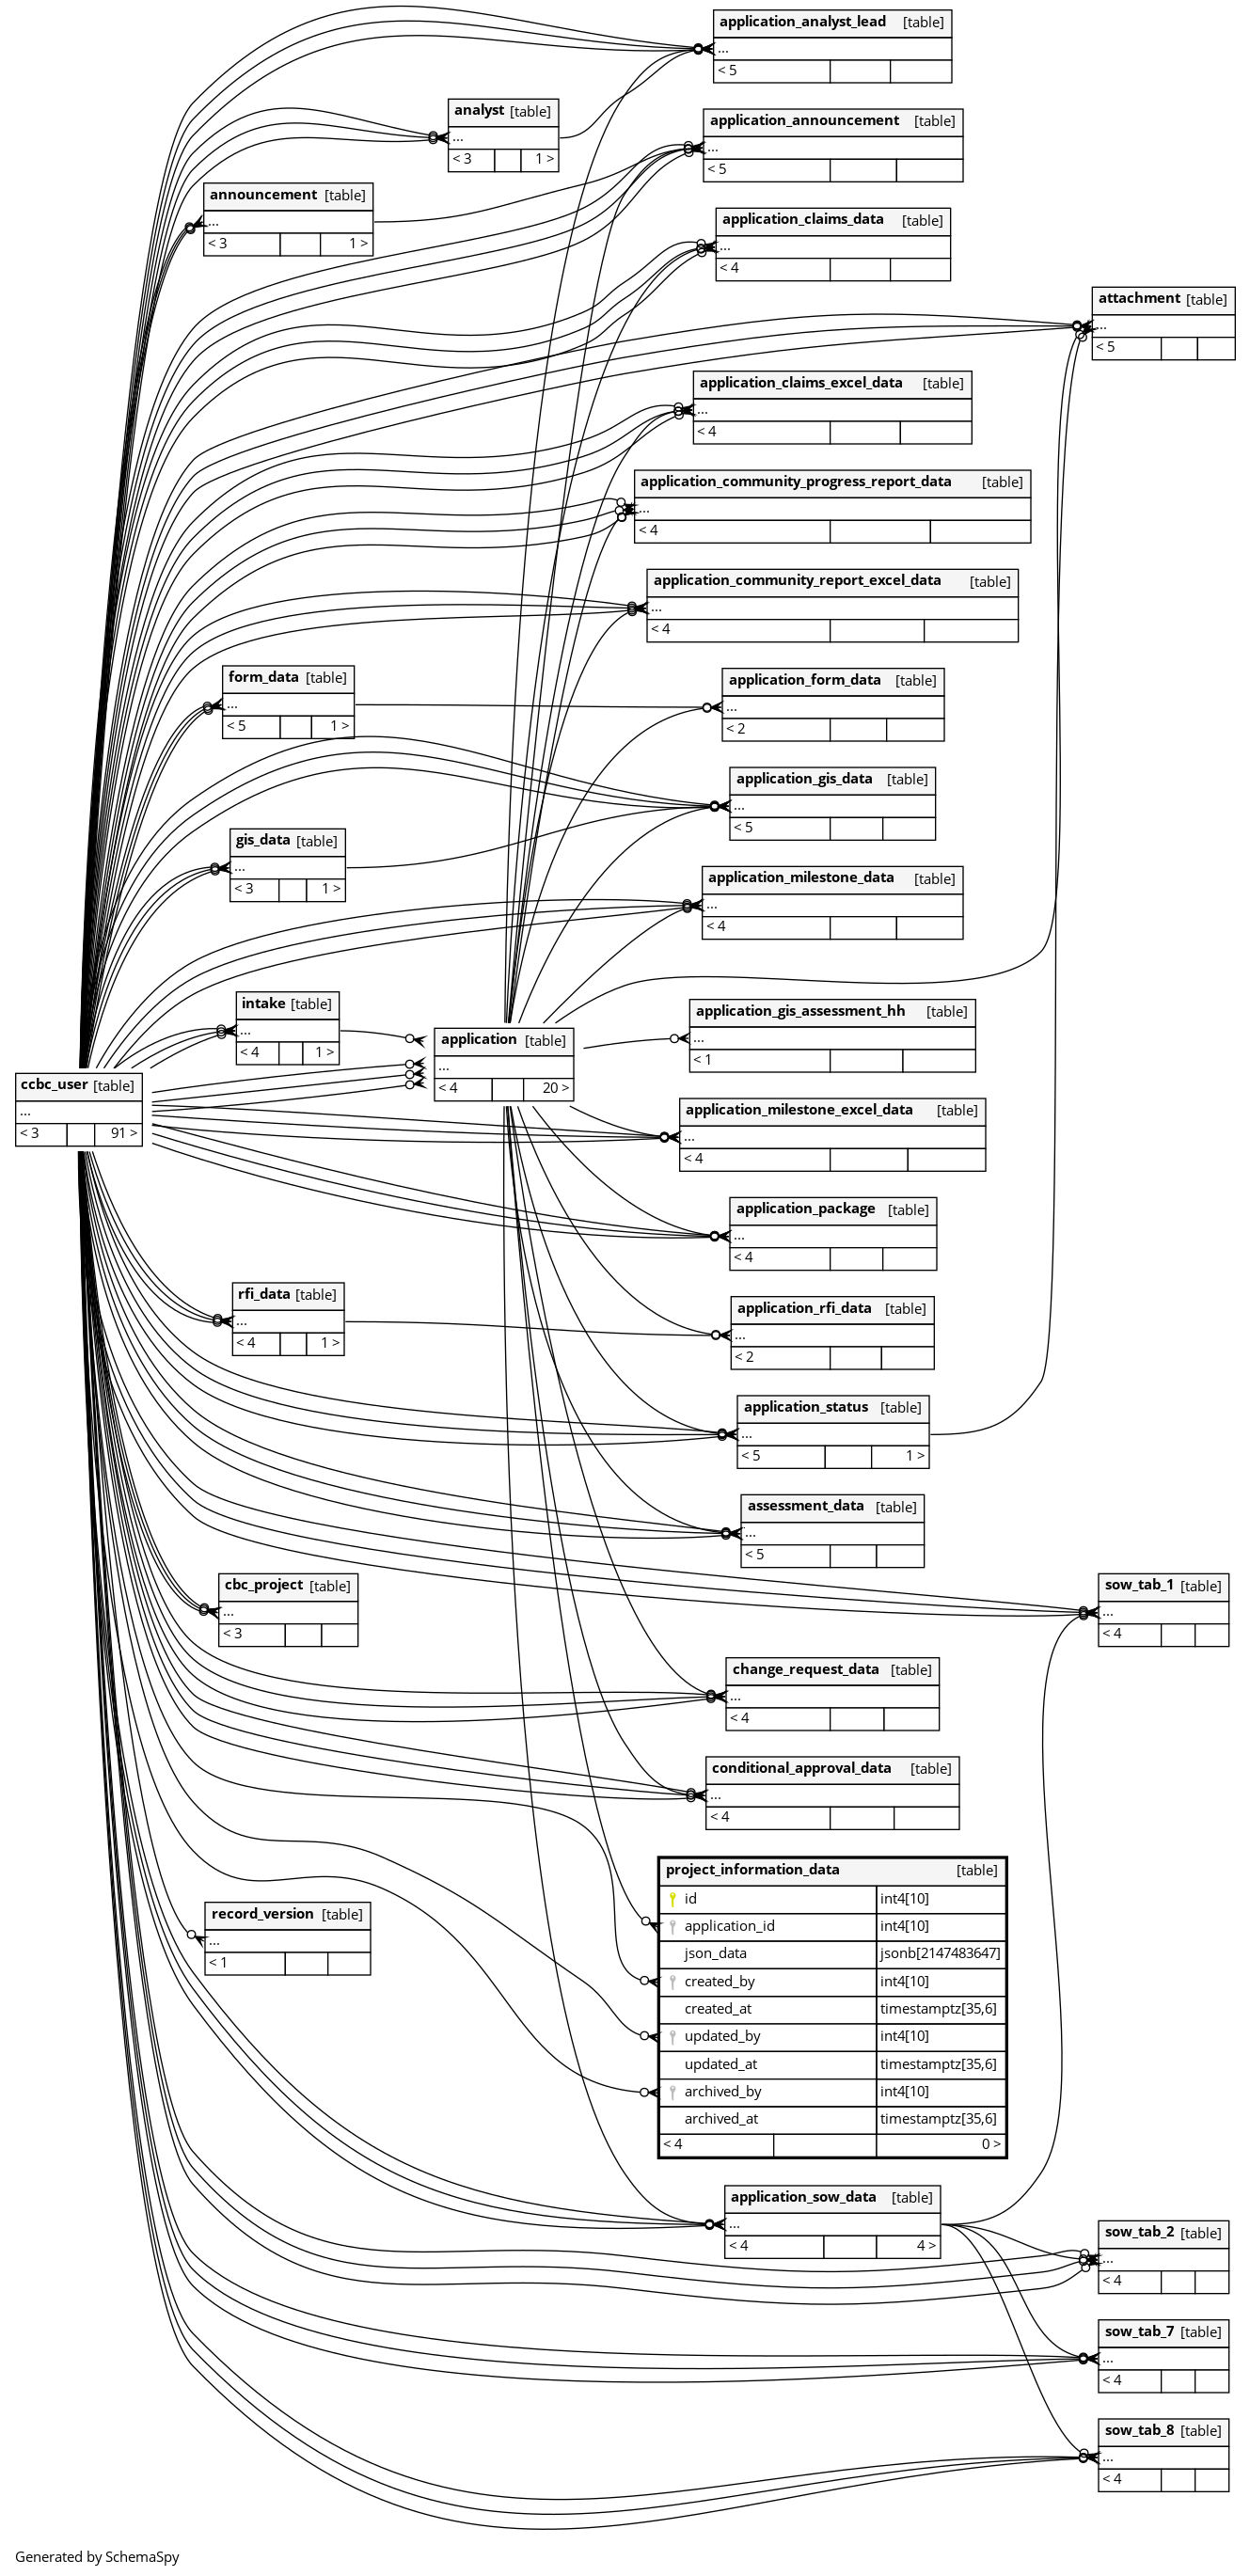 application_analyst_lead [table]
...
< 5
analyst [table]
...
< 3 1 >
application_announcement [table]
...
< 5
announcement [table]
...
< 3 1 >
application_claims_data [table]
...
< 4
attachment [table]
...
< 5
application_claims_excel_data [table]
...
< 4
application_community_progress_report_data [table]
...
< 4
application_community_report_excel_data [table]
...
< 4
form_data [table]
...
< 5 1 >
application_form_data [table]
...
< 2
application_gis_data [table]
...
< 5
gis_data [table]
...
< 3 1 >
application_milestone_data [table]
...
< 4
intake [table]
...
< 4 1 >
application_gis_assessment_hh [table]
...
< 1
application [table]
...
< 4 20 >
ccbc_user [table]
...
< 3 91 >
application_milestone_excel_data [table]
...
< 4
application_package [table]
...
< 4
rfi_data [table]
...
< 4 1 >
application_rfi_data [table]
...
< 2
application_status [table]
...
< 5 1 >
assessment_data [table]
...
< 5
cbc_project [table]
...
< 3
sow_tab_1 [table]
...
< 4
change_request_data [table]
...
< 4
conditional_approval_data [table]
...
< 4
project_information_data [table]
id int4[10]
application_id int4[10]
json_data jsonb[2147483647]
created_by int4[10]
created_at timestamptz[35,6]
updated_by int4[10]
updated_at timestamptz[35,6]
archived_by int4[10]
archived_at timestamptz[35,6]
< 4 0 >
record_version [table]
...
< 1
application_sow_data [table]
...
< 4 4 >
sow_tab_2 [table]
...
< 4
sow_tab_7 [table]
...
< 4
sow_tab_8 [table]
...
< 4
Generated by SchemaSpy